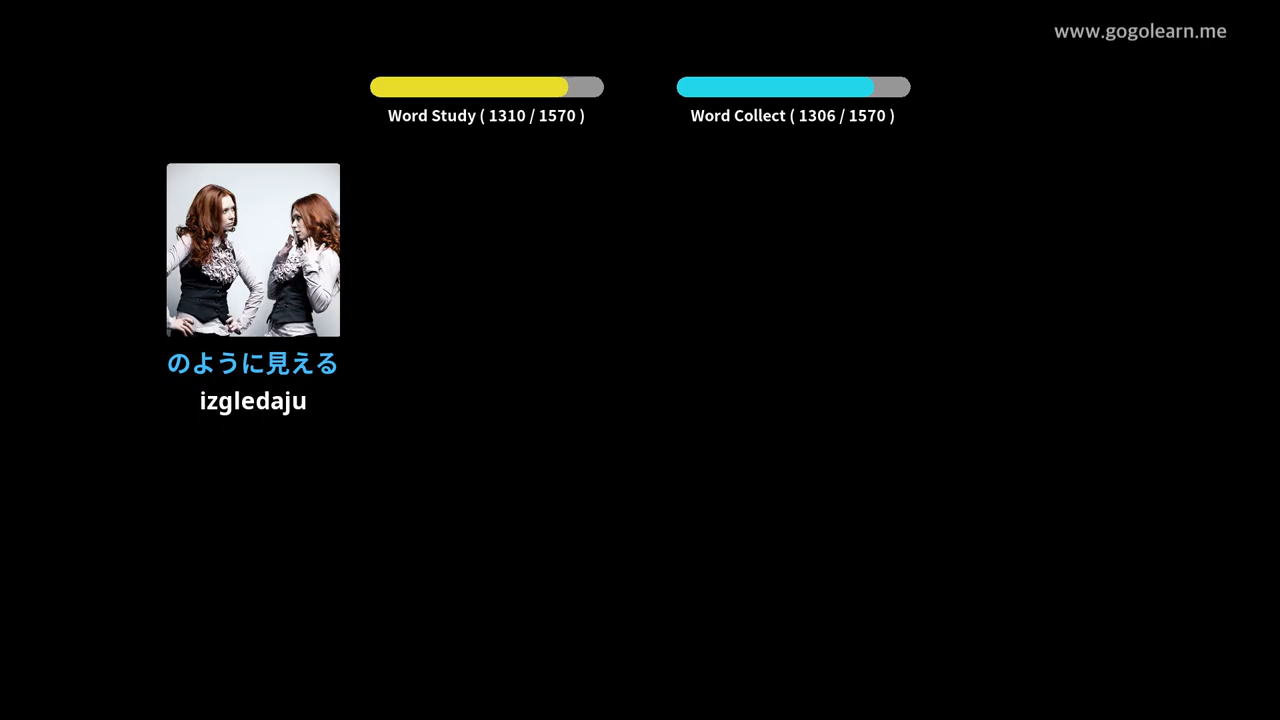 www.gogolearn.me
Word Study ( 1310 / 1570 )
Word Collect ( 1306 / 1570 )
のように見える
izgledaju